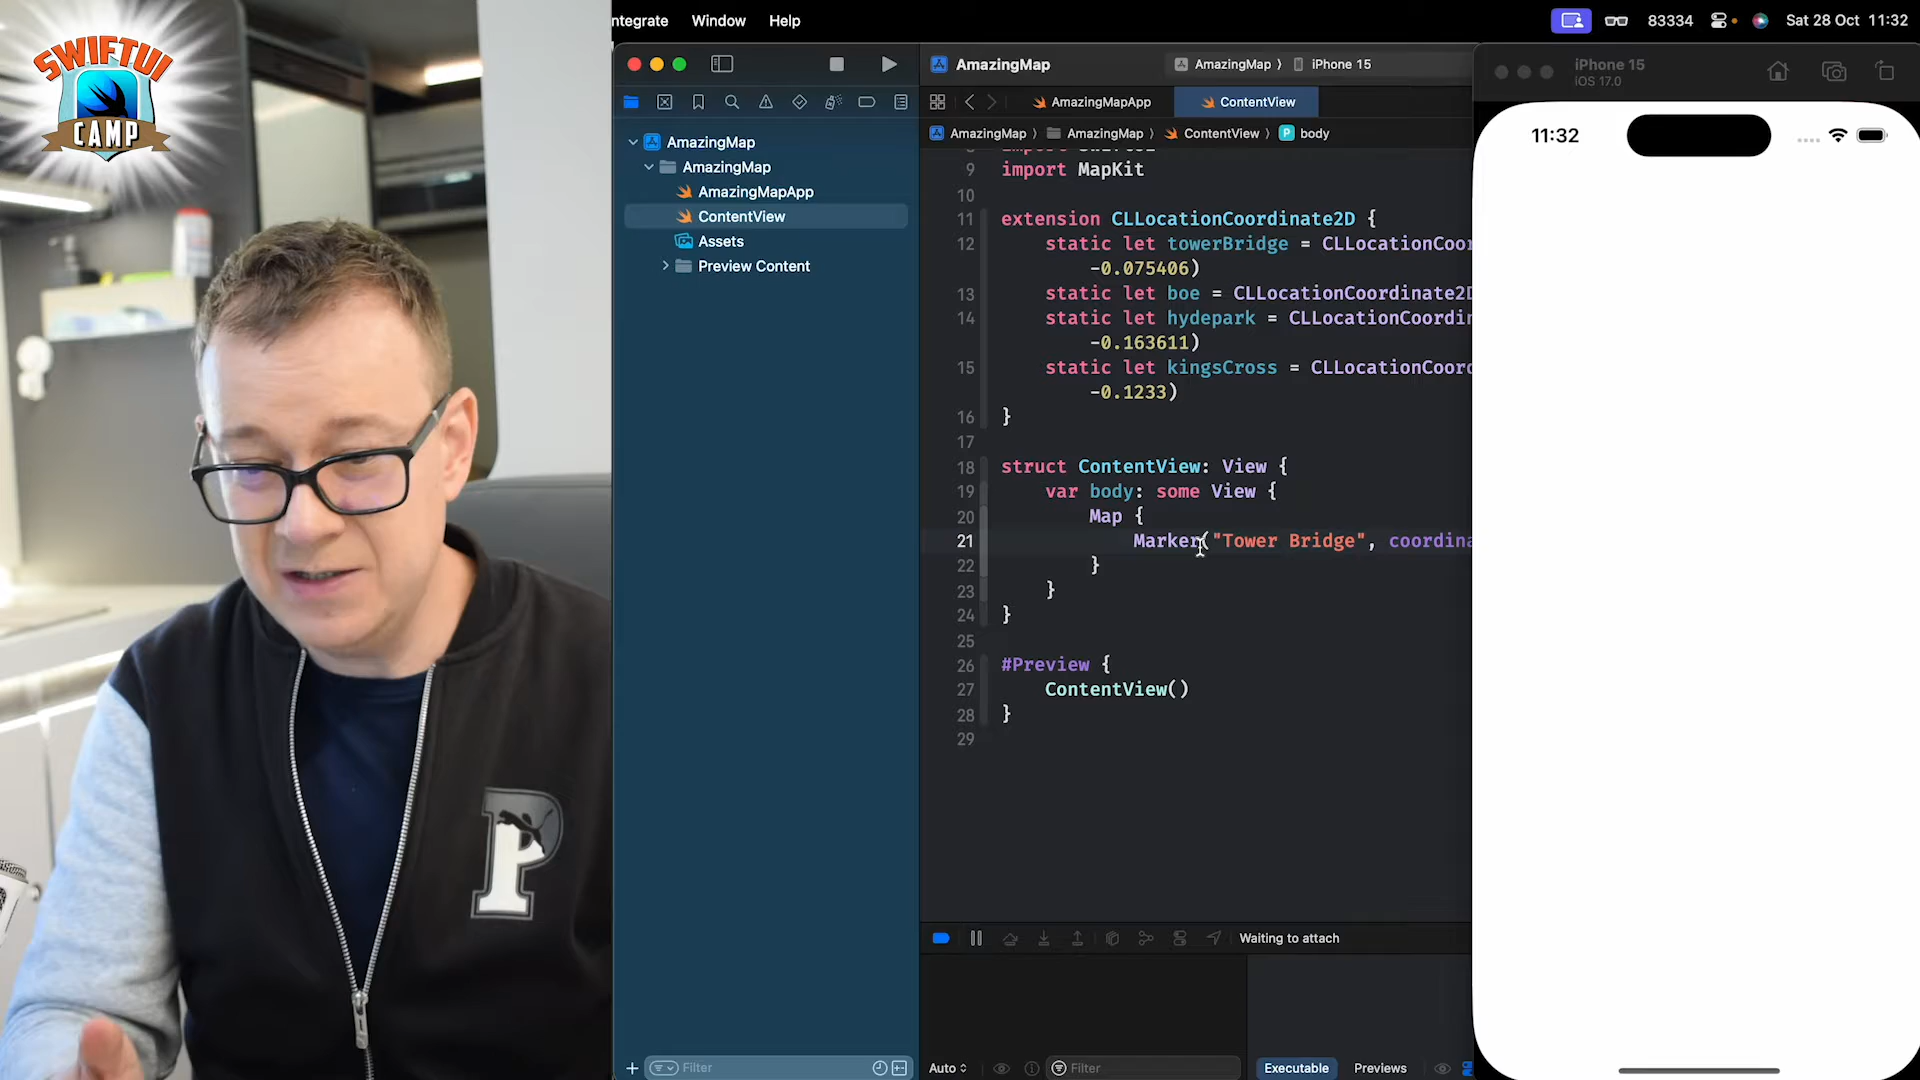 SWIFTUI
CAMP
ntegrate Window Help
83334 Sat 28 Oct 11:32
AmazingMap
AmazingMap
AmazingMapApp
ContentView
Assets
Preview Content
Filter
AmazingMap
AmazingMap iPhone 15
AmazingMapApp ContentView
AmazingMap AmazingMap ContentView P body
9 import MapKit
10
11 extension CLLocationCoordinate2D {
12 static let towerBridge = CLLocationCoor
-0.075406)
13 static let boe = CLLocationCoordinate2D
14 static let hydepark = CLLocationCoordin
-0.163611)
15 static let kingsCross = CLLocationCoord
-0.1233)
16 }
17
18 struct ContentView: View {
19 var body: some View {
20 Map {
21 Marker("Tower Bridge", coordina
22 }
23 }
24 }
25
26 #Preview {
27 ContentView()
28 }
29
Waiting to attach
Auto Filter Executable Previews
iPhone 15
iOS 17.0
11:32
P